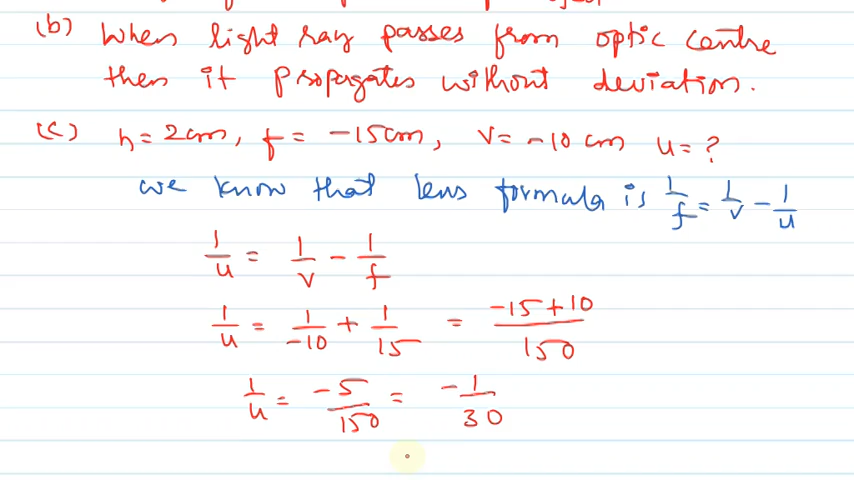 (b) When light ray passes from optic centre
then it propagates without deviation.
(c) h = 2cm, f = -15cm, v = -10 cm u = ?
we know that lens formula is 1/f = 1/v - 1/u
1/u = 1/v - 1/f
1/u = 1/-10 + 1/15 = -15+10/150
1/u = -5/150 = -1/30